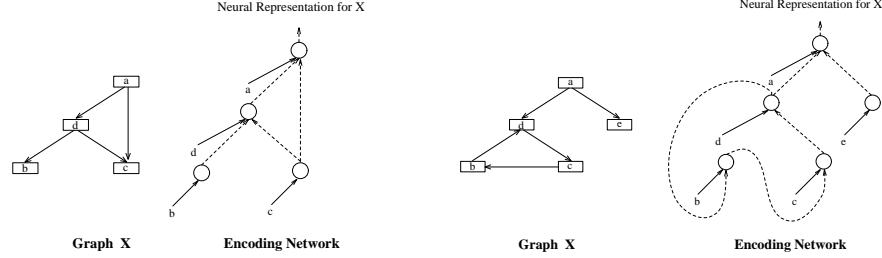 Neural Representation for X
a
d
b
c
a
d
b
c
Graph X
Encoding Network
Neural Representation for X
a
d
e
b
c
a
d
e
b
c
Graph X
Encoding Network